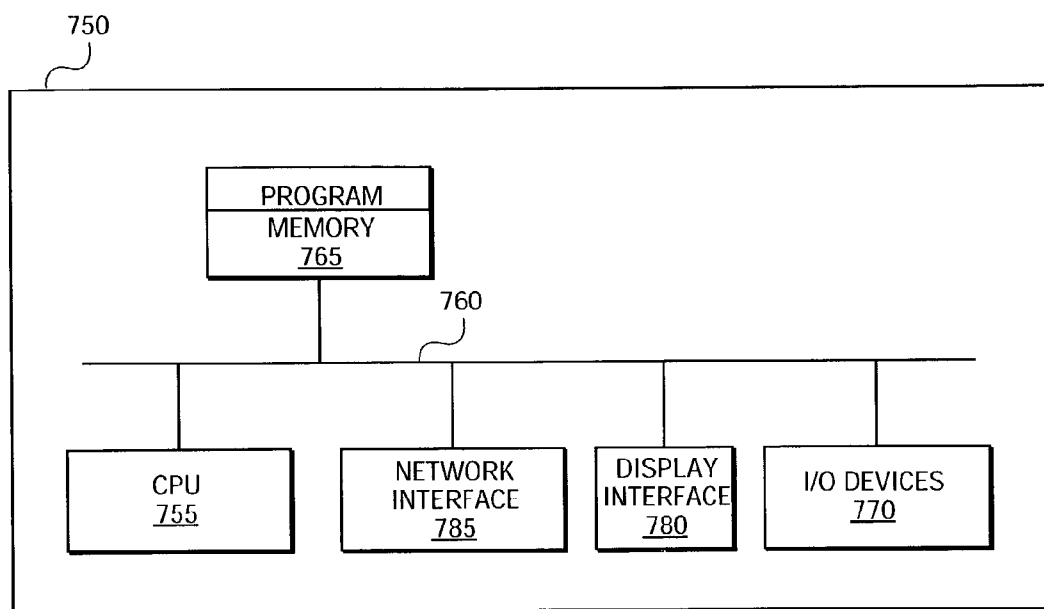 750
PROGRAM
MEMORY
765
760
CPU
755
NETWORK
INTERFACE
785
DISPLAY
INTERFACE
780
I/O DEVICES
770